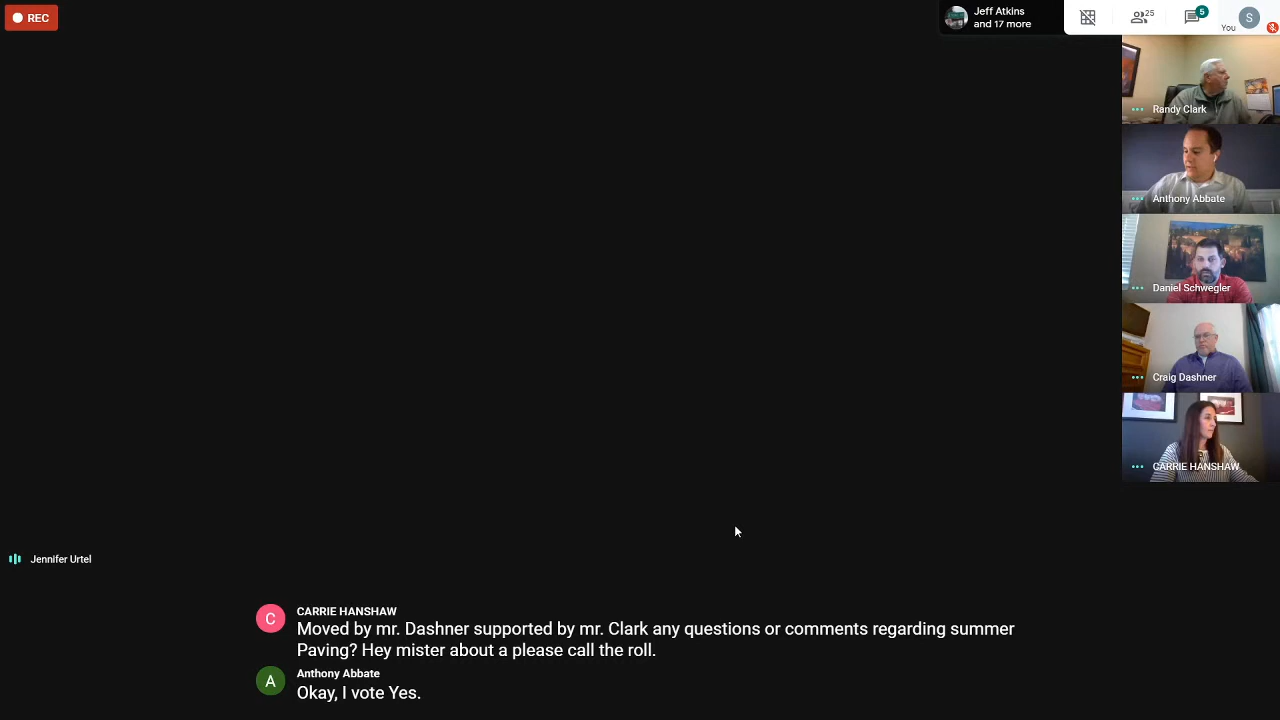 REC
Jeff Atkins
and 17 more
25
5
You
S
Randy Clark
Anthony Abbate
Daniel Schwegler
Craig Dashner
CARRIE HANSHAW
Jennifer Urtel
C
CARRIE HANSHAW
Moved by mr. Dashner supported by mr. Clark any questions or comments regarding summer
Paving? Hey mister about a please call the roll.
A
Anthony Abbate
Okay, I vote Yes.